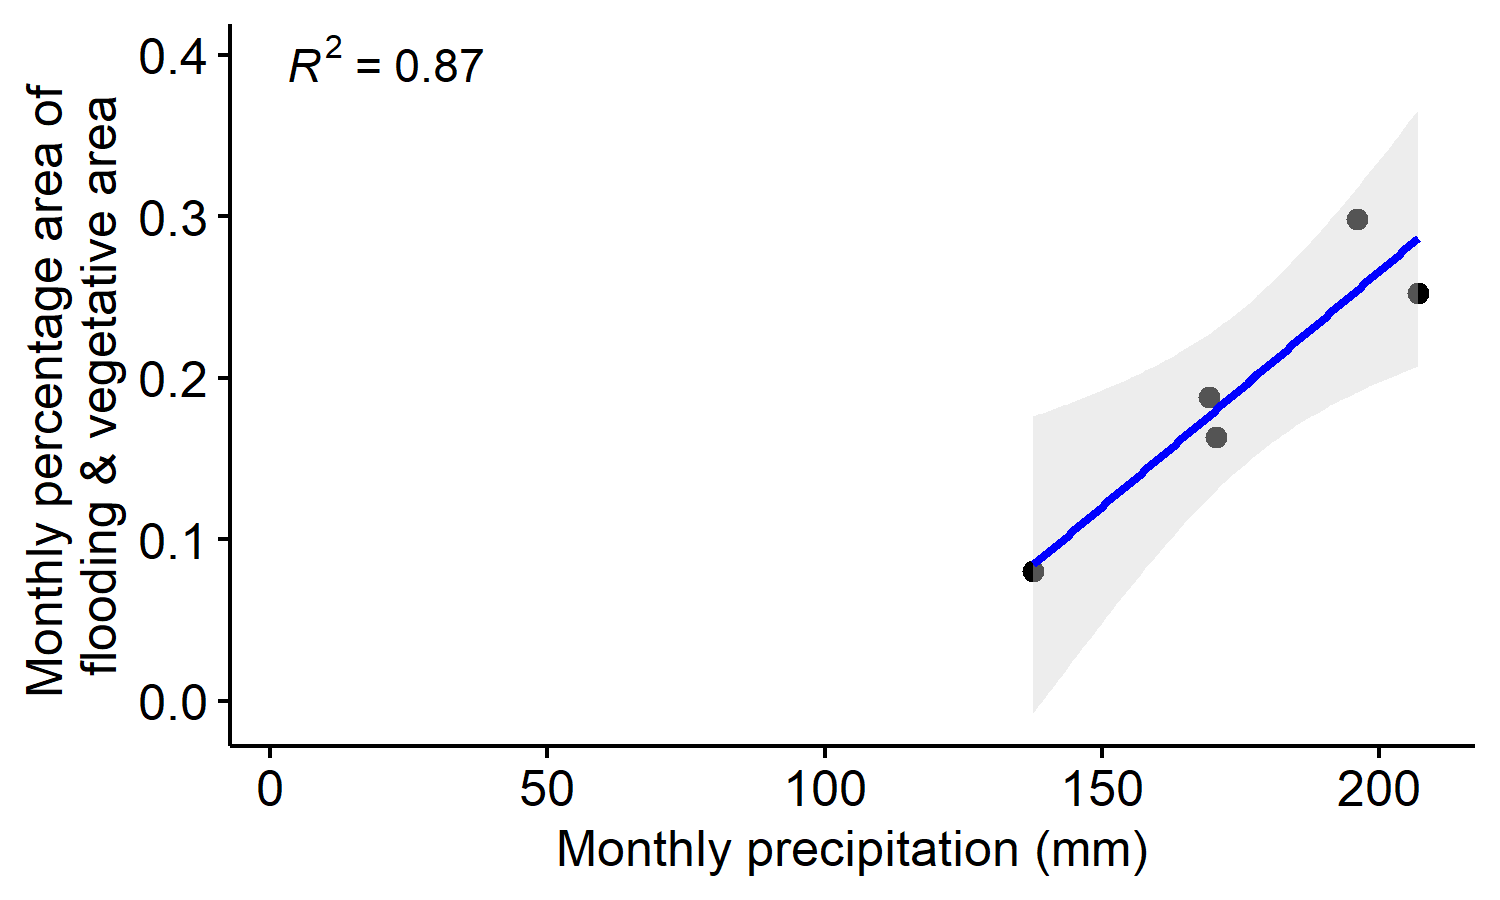 R² = 0.87
Monthly percentage area of
flooding & vegetative area
0.4
0.3
0.2
0.1
0.0
0 50 100 150 200
Monthly precipitation (mm)